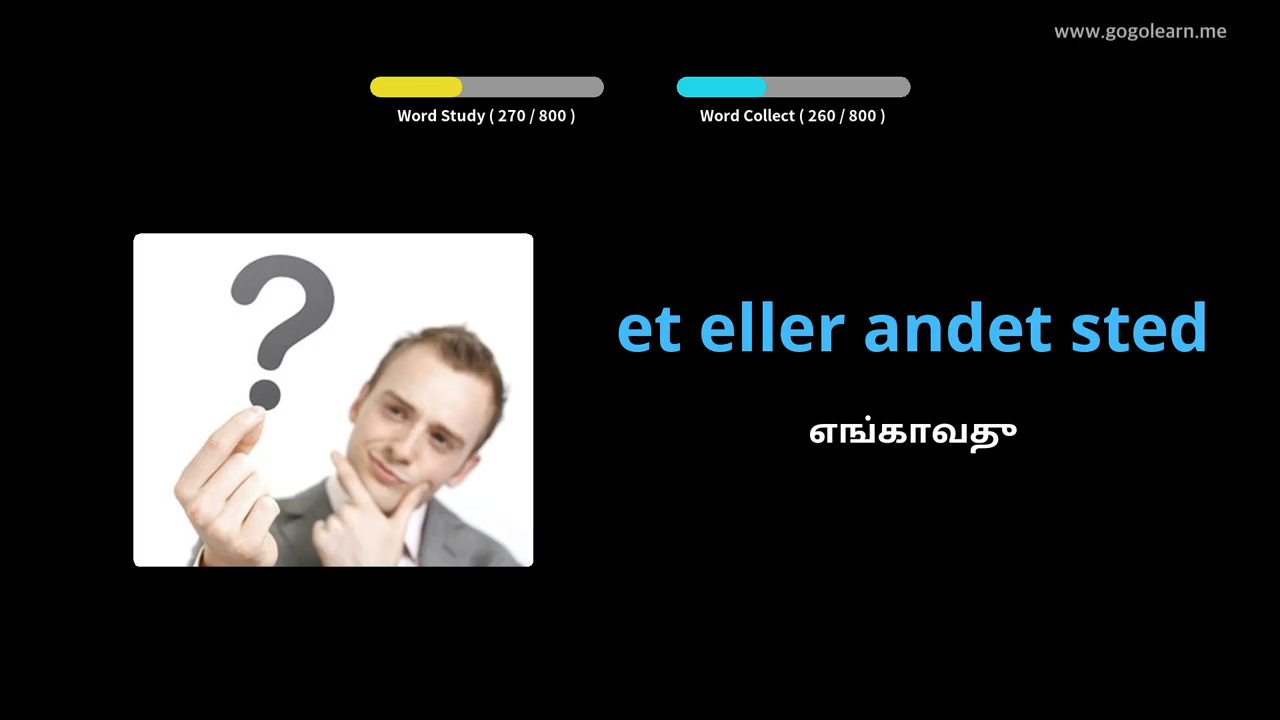 www.gogolearn.me
Word Study ( 270 / 800 )
Word Collect ( 260 / 800 )
et eller andet sted
எங்காவது